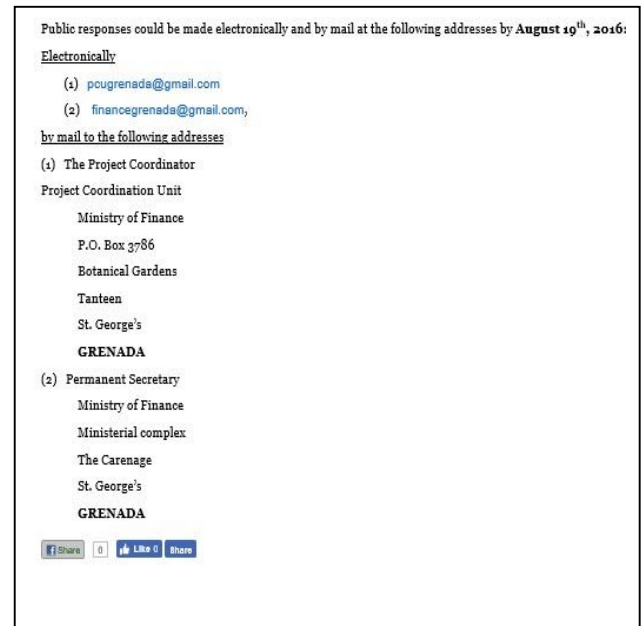 Public responses could be made electronically and by mail at the following addresses by August 19th, 2016:
Electronically
(1) pcugrenada@gmail.com
(2) financegrenada@gmail.com,
by mail to the following addresses
(1) The Project Coordinator
Project Coordination Unit
Ministry of Finance
P.O. Box 3786
Botanical Gardens
Tanteen
St. George's
GRENADA
(2) Permanent Secretary
Ministry of Finance
Ministerial complex
The Carenage
St. George's
GRENADA
Share 0 Like 0 Share